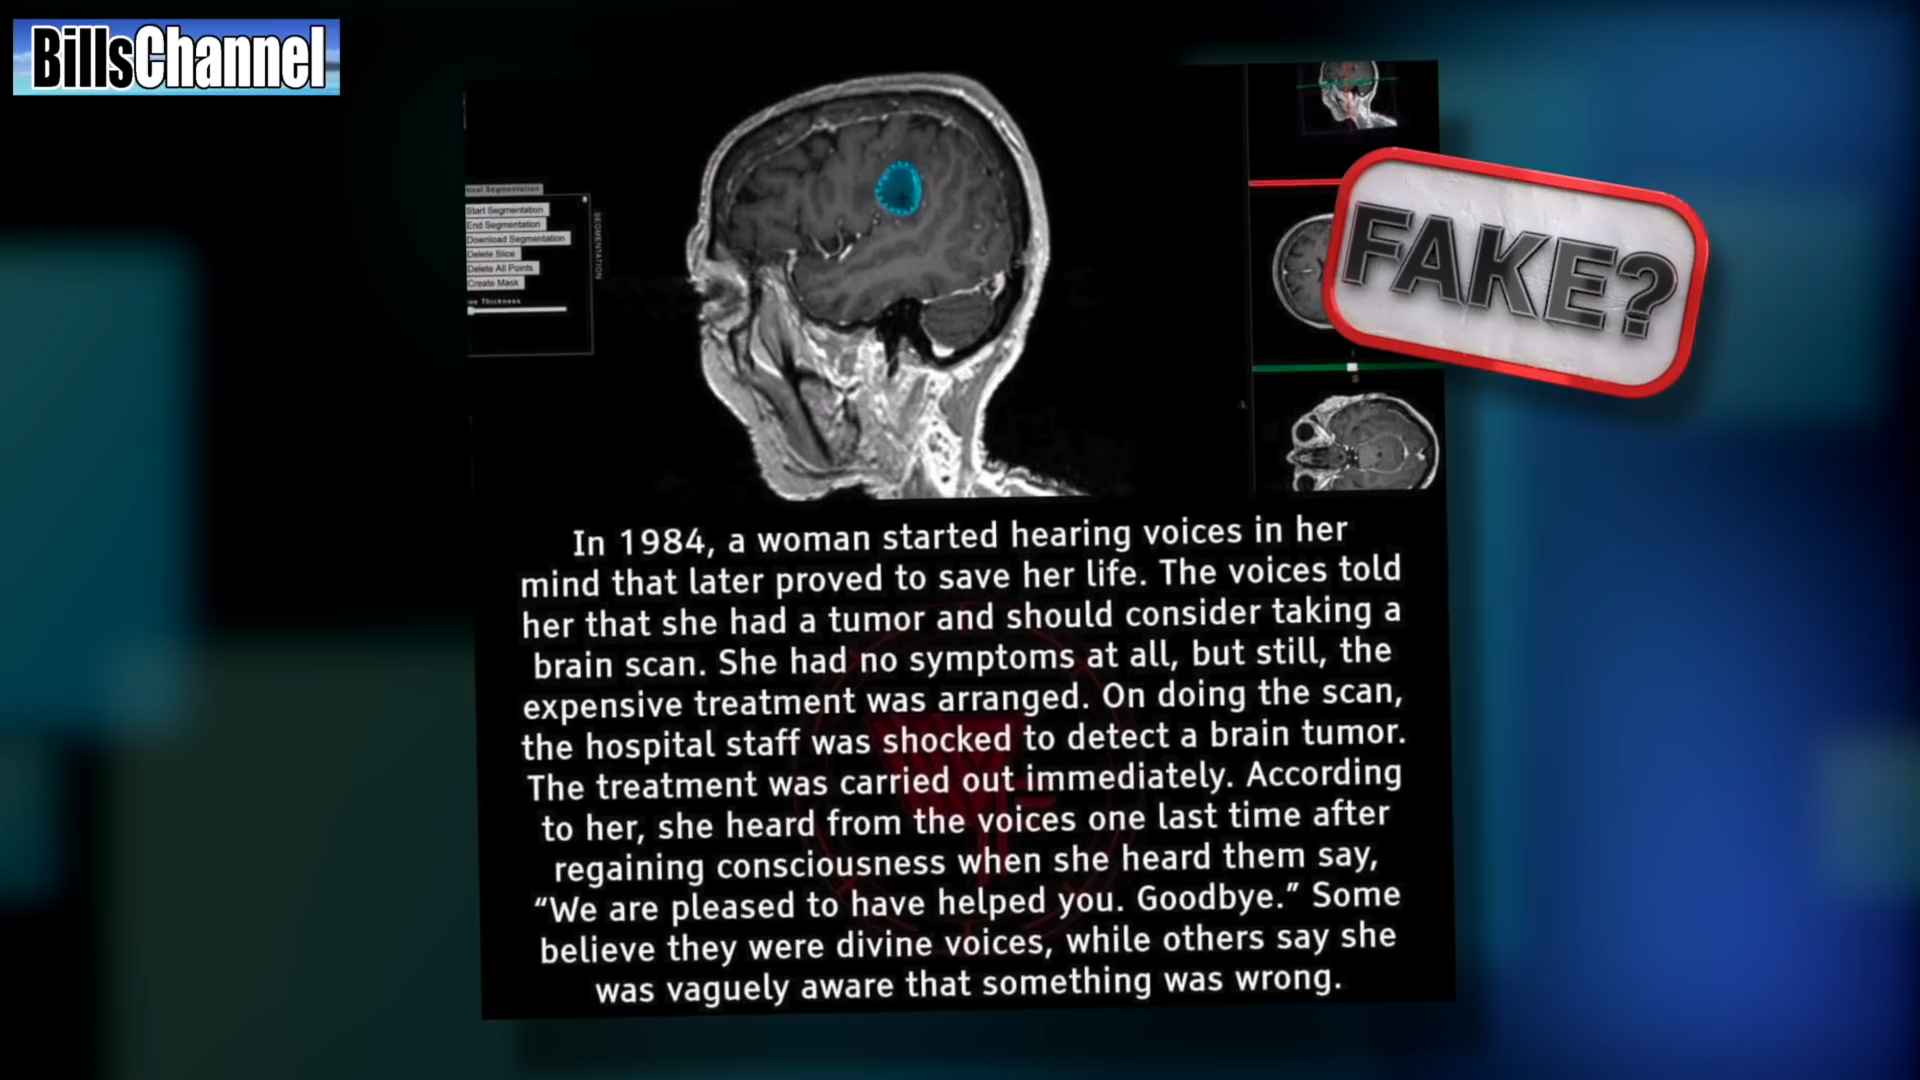 BillsChannel
Start Segmentation
End Segmentation
Download Segmentation
Delete Slice
Delete All Points
Create Mask
Thickness
SEGMENTATION
FAKE?
In 1984, a woman started hearing voices in her
mind that later proved to save her life. The voices told
her that she had a tumor and should consider taking a
brain scan. She had no symptoms at all, but still, the
expensive treatment was arranged. On doing the scan,
the hospital staff was shocked to detect a brain tumor.
The treatment was carried out immediately. According
to her, she heard from the voices one last time after
regaining consciousness when she heard them say,
“We are pleased to have helped you. Goodbye.” Some
believe they were divine voices, while others say she
was vaguely aware that something was wrong.